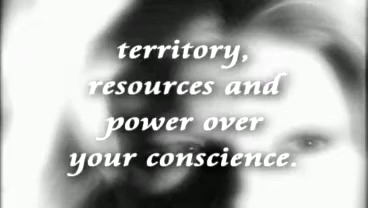 territory,
resources and
power over
your conscience.